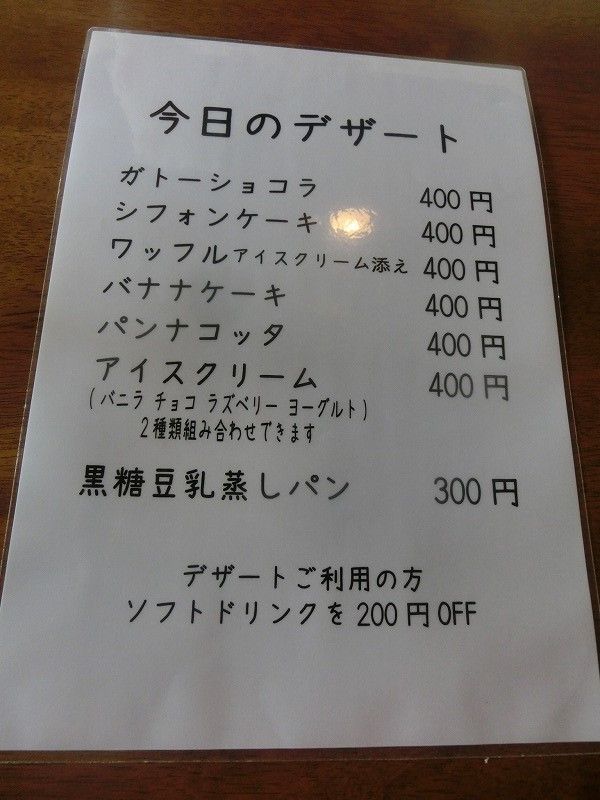 今日のデザート
ガトーショコラ 400円
シフォンケーキ 400円
ワッフル アイスクリーム添え 400円
バナナケーキ 400円
パンナコッタ 400円
アイスクリーム 400円
(バニラ チョコ ラズベリー ヨーグルト)
2種類組み合わせできます
黒糖豆乳蒸しパン 300円
デザートご利用の方
ソフトドリンクを200円OFF